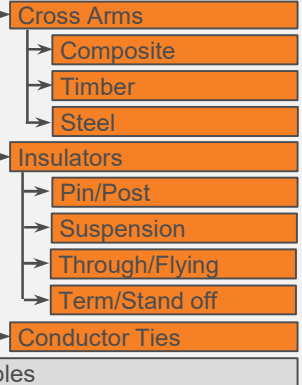 Cross Arms
Composite
Timber
Steel
Insulators
Pin/Post
Suspension
Through/Flying
Term/Stand off
Conductor Ties